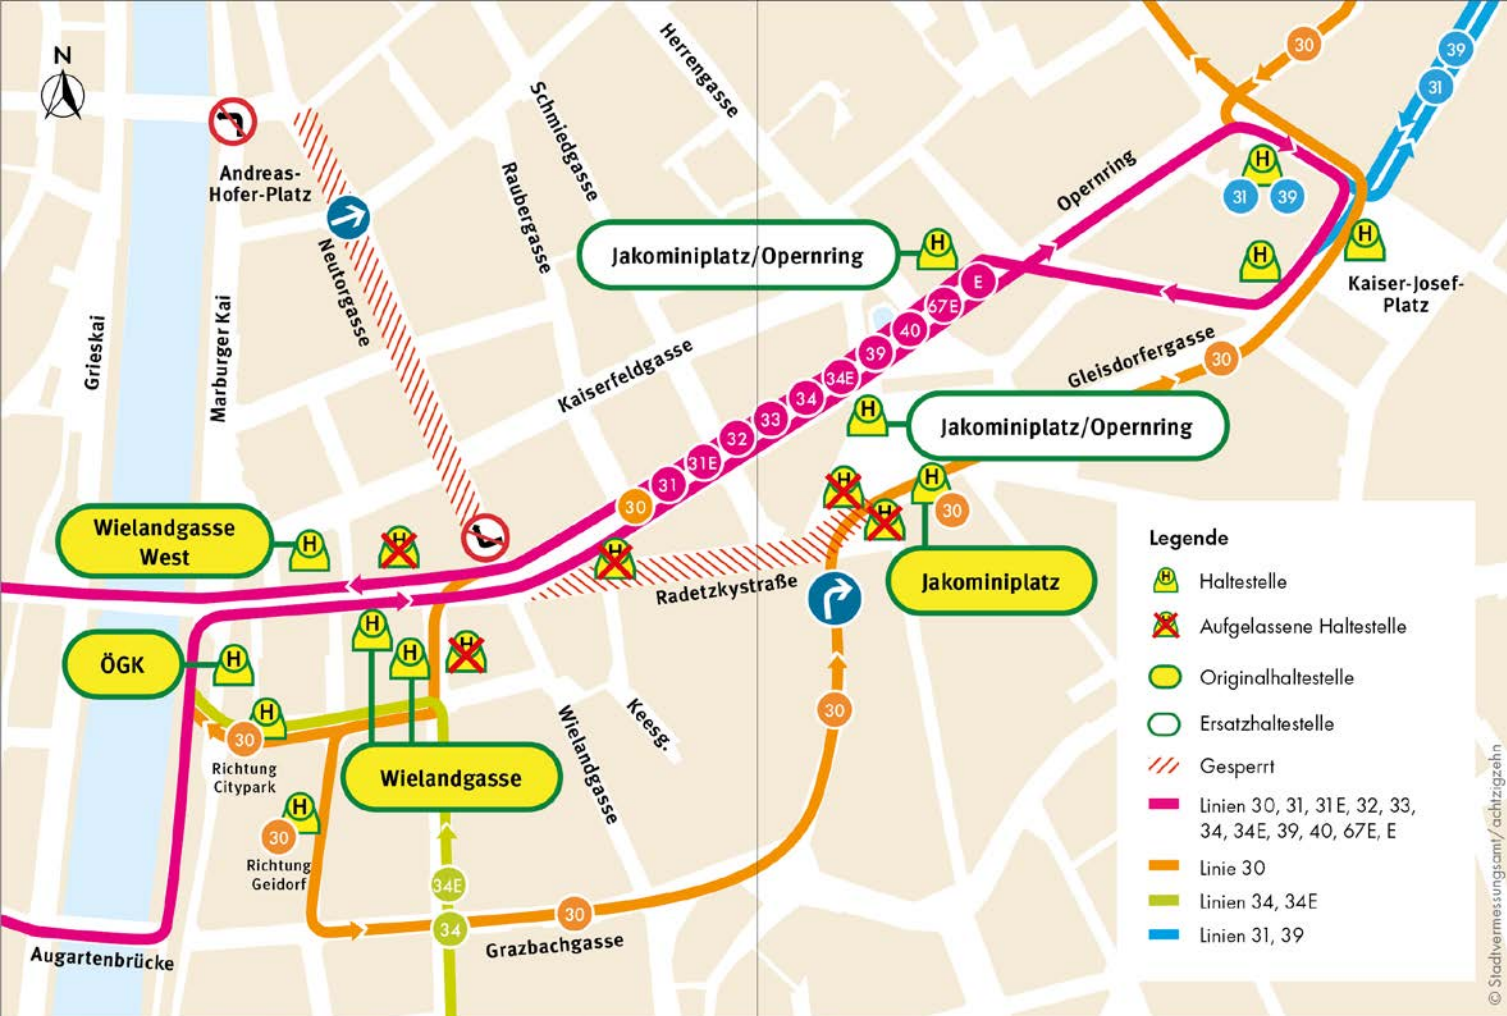 N
Andreas-
Hofer-Platz
Grieskai
Marburger Kai
Neutorgasse
Raubergasse
Schmiedgasse
Herrengasse
Kaiserfeldgasse
Opernring
30
39
31
H
31
39
H
H
Kaiser-Josef-
Platz
Jakominiplatz/Opernring
H
E
67E
40
39
34E
34
33
32
31E
31
30
Gleisdorfergasse
30
H
Jakominiplatz/Opernring
H
H
H
30
Jakominiplatz
Radetzkystraße
H
Wielandgasse
West
H
H
ÖGK
H
H
H
H
H
30
Richtung
Citypark
Wielandgasse
H
30
Richtung
Geidorf
Wielandgasse
Keesg.
30
34E
34
30
Grazbachgasse
Augartenbrücke
Legende
H Haltestelle
H Aufgelassene Haltestelle
Originalhaltestelle
Ersatzhaltestelle
Gesperrt
Linien 30, 31, 31E, 32, 33,
34, 34E, 39, 40, 67E, E
Linie 30
Linien 34, 34E
Linien 31, 39
© Stadtvermessungsamt/achtzigzehn